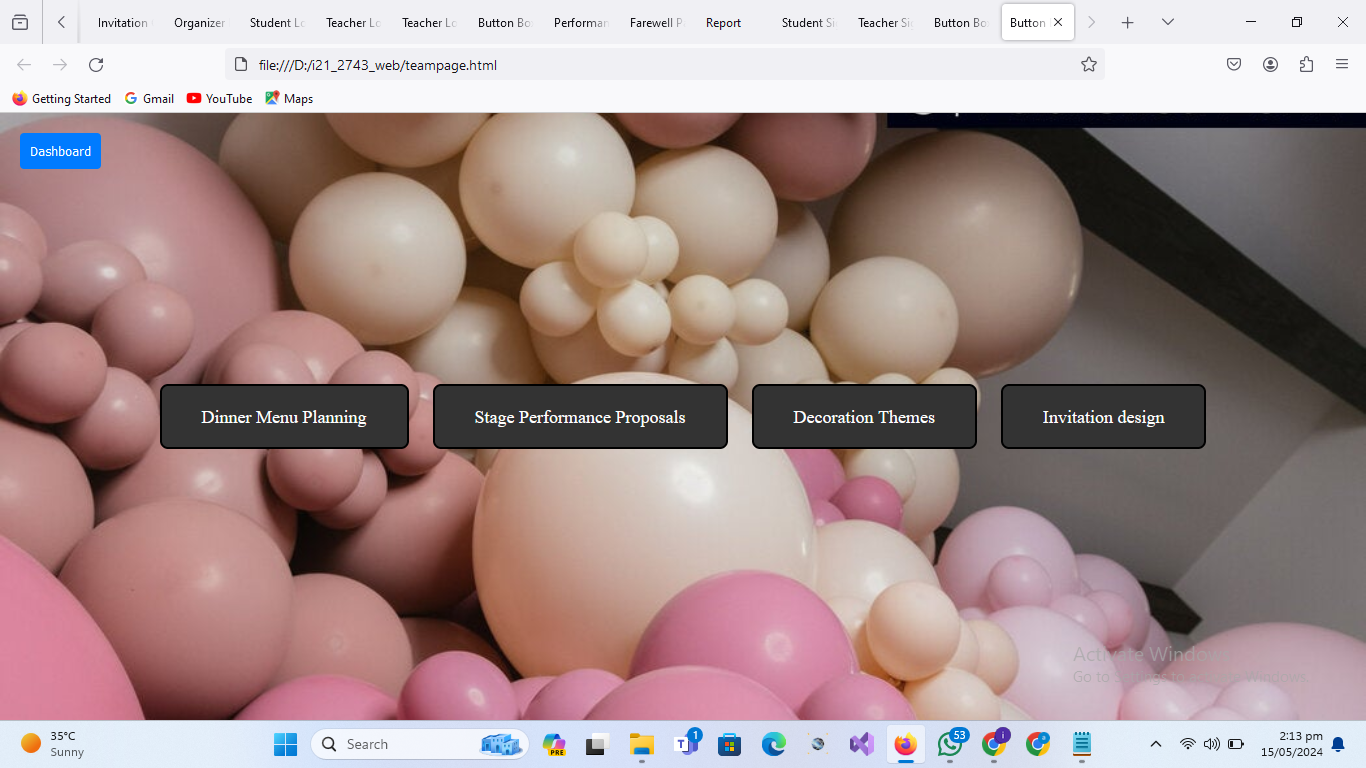 Invitation
Organizer
Student Lo
Teacher Lo
Teacher Lo
Button Bo
Performan
Farewell P
Report
Student Si
Teacher Si
Button Bo
Button
file:///D:/i21_2743_web/teampage.html
Getting Started
Gmail
YouTube
Maps
Dashboard
Dinner Menu Planning
Stage Performance Proposals
Decoration Themes
Invitation design
Activate Windows
Go to Settings to activate Windows.
35°C
Sunny
Search
PRE
1
53
i
2:13 pm
15/05/2024